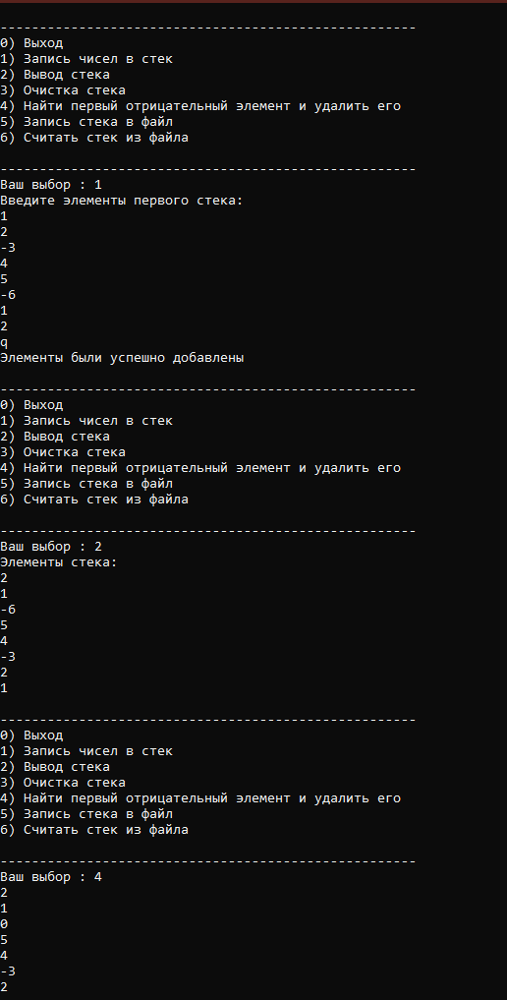 -----------------------------------------------------
0) Выход
1) Запись чисел в стек
2) Вывод стека
3) Очистка стека
4) Найти первый отрицательный элемент и удалить его
5) Запись стека в файл
6) Считать стек из файла
-----------------------------------------------------
Ваш выбор : 1
Введите элементы первого стека:
1
2
-3
4
5
-6
1
2
q
Элементы были успешно добавлены
-----------------------------------------------------
0) Выход
1) Запись чисел в стек
2) Вывод стека
3) Очистка стека
4) Найти первый отрицательный элемент и удалить его
5) Запись стека в файл
6) Считать стек из файла
-----------------------------------------------------
Ваш выбор : 2
Элементы стека:
2
1
-6
5
4
-3
2
1
-----------------------------------------------------
0) Выход
1) Запись чисел в стек
2) Вывод стека
3) Очистка стека
4) Найти первый отрицательный элемент и удалить его
5) Запись стека в файл
6) Считать стек из файла
-----------------------------------------------------
Ваш выбор : 4
2
1
0
5
4
-3
2